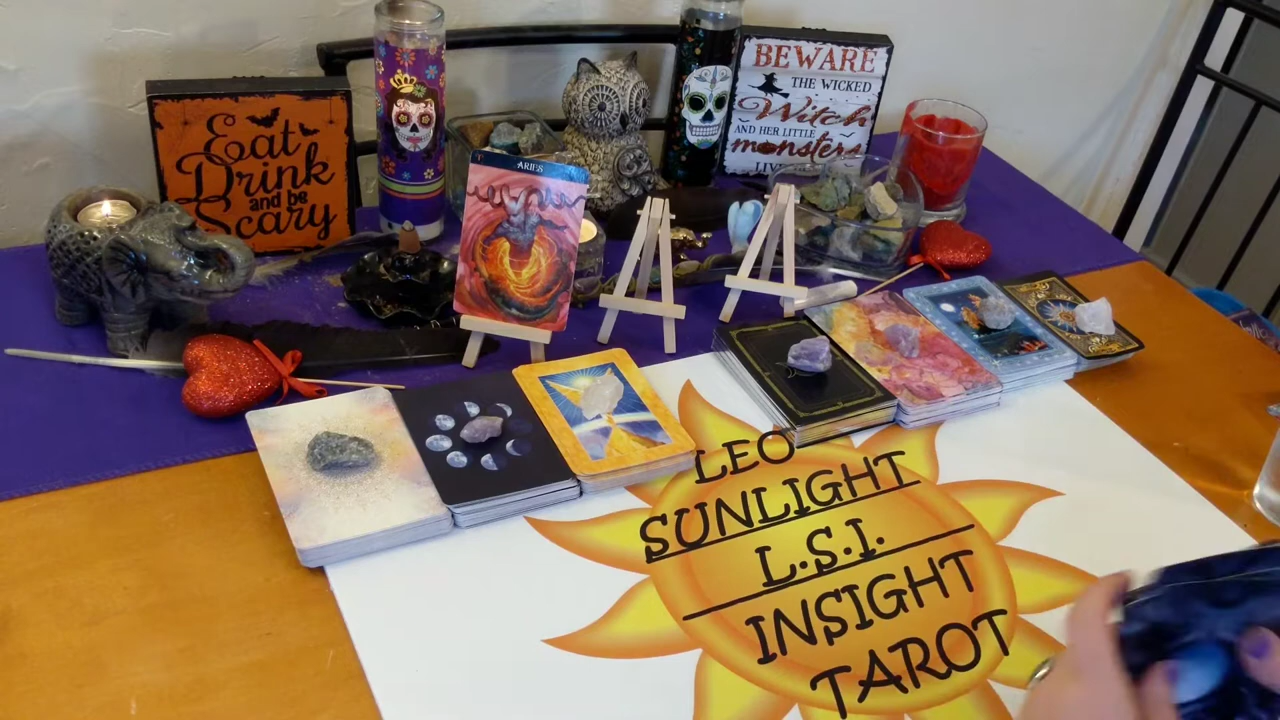 Eat
Drink
and be
Scary
BEWARE
THE WICKED
Witch
AND HER LITTLE
monsters
ARIES
LEO
SUNLIGHT
L.S.I.
INSIGHT
TAROT